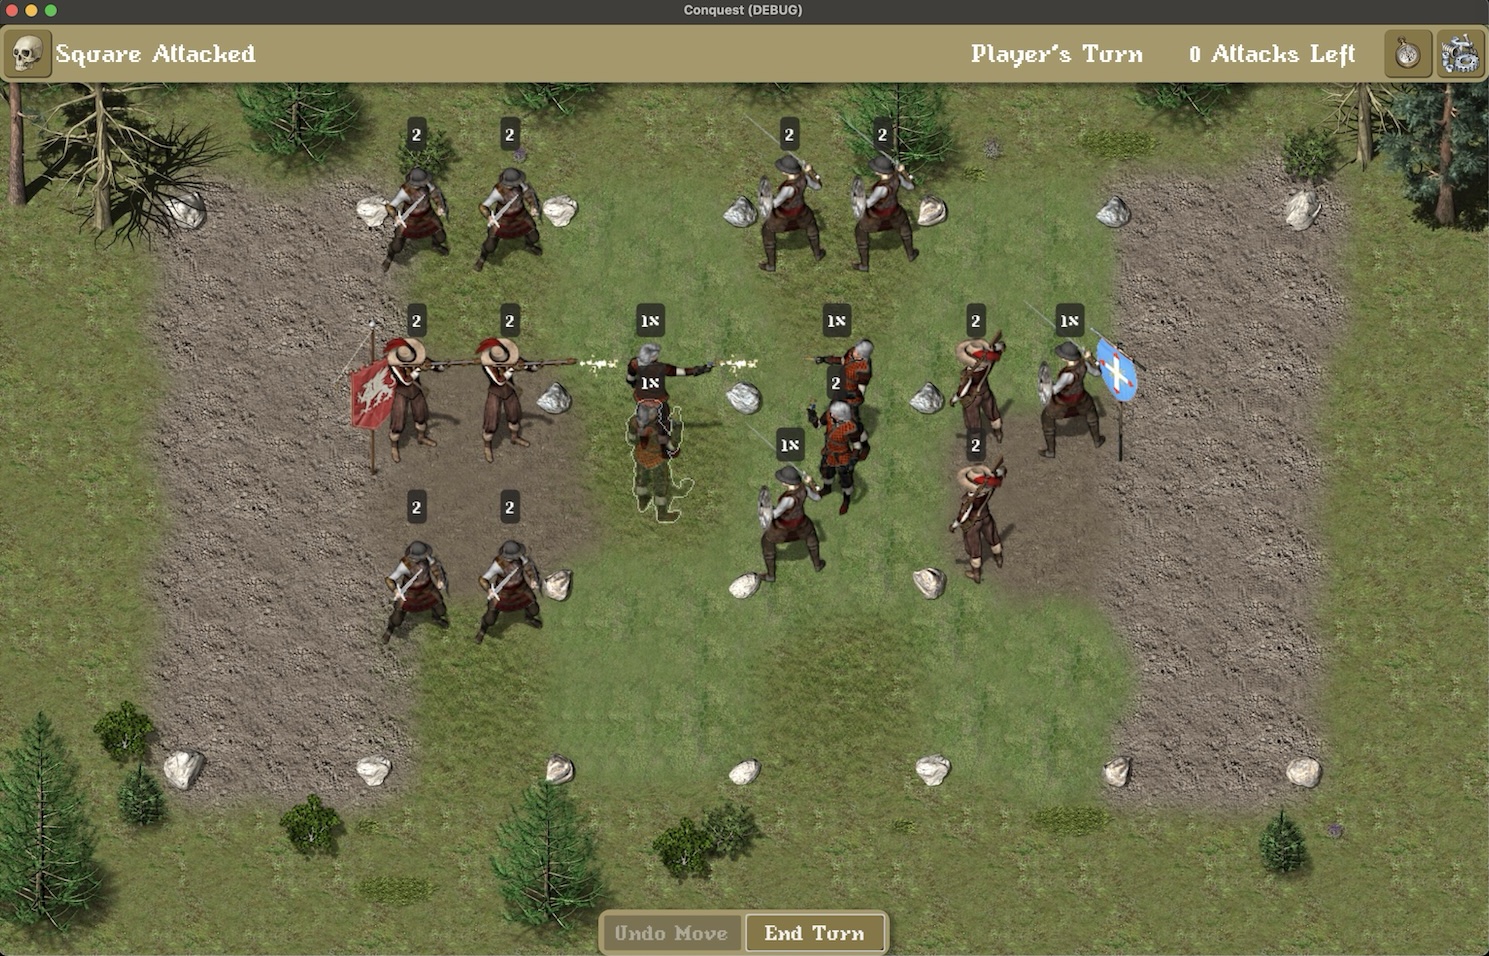 Conquest (DEBUG)
Square Attacked
Player's Turn
0 Attacks Left
2
2
2
2
2
2
1x
1x
2
1x
1x
2
1x
2
2
2
Undo Move
End Turn